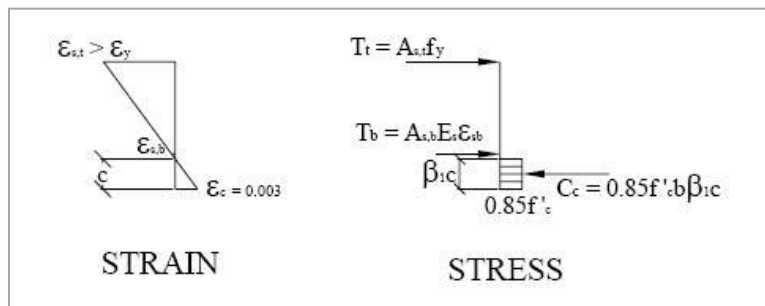 εs,t > εy
εs,b
c
εc = 0.003
STRAIN
Tt = As,tfy
Tb = As,bEsεsb
β1c
0.85f'c
Cc = 0.85f'cbβ1c
STRESS